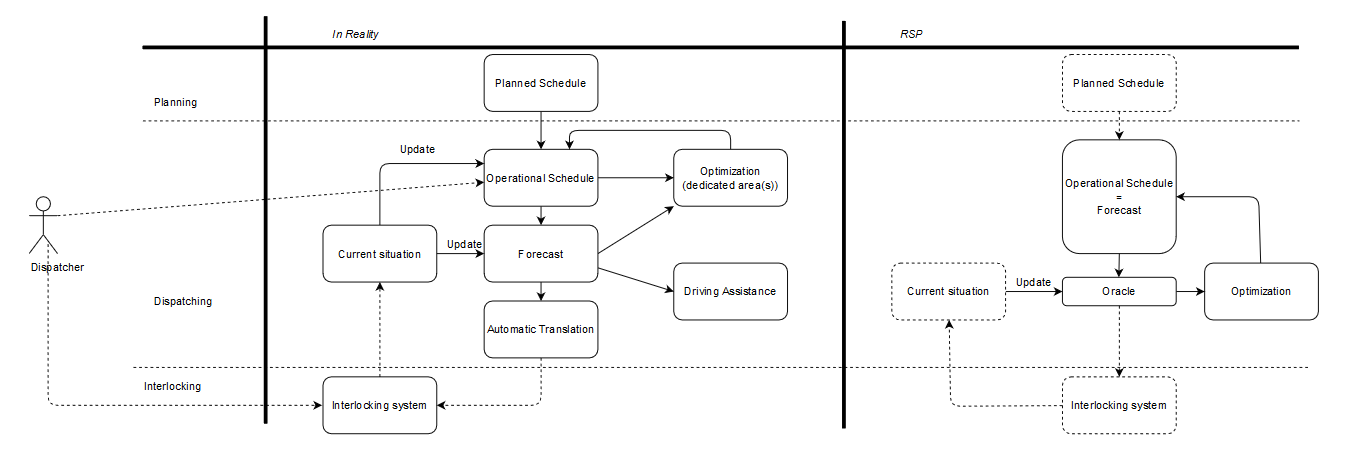 In Reality
RSP
Planned Schedule
Planned Schedule
Planning
Update
Operational Schedule
Optimization
(dedicated area(s))
Operational Schedule
=
Forecast
Dispatcher
Current situation
Update
Forecast
Driving Assistance
Dispatching
Current situation
Update
Oracle
Optimization
Automatic Translation
Interlocking
Interlocking system
Interlocking system